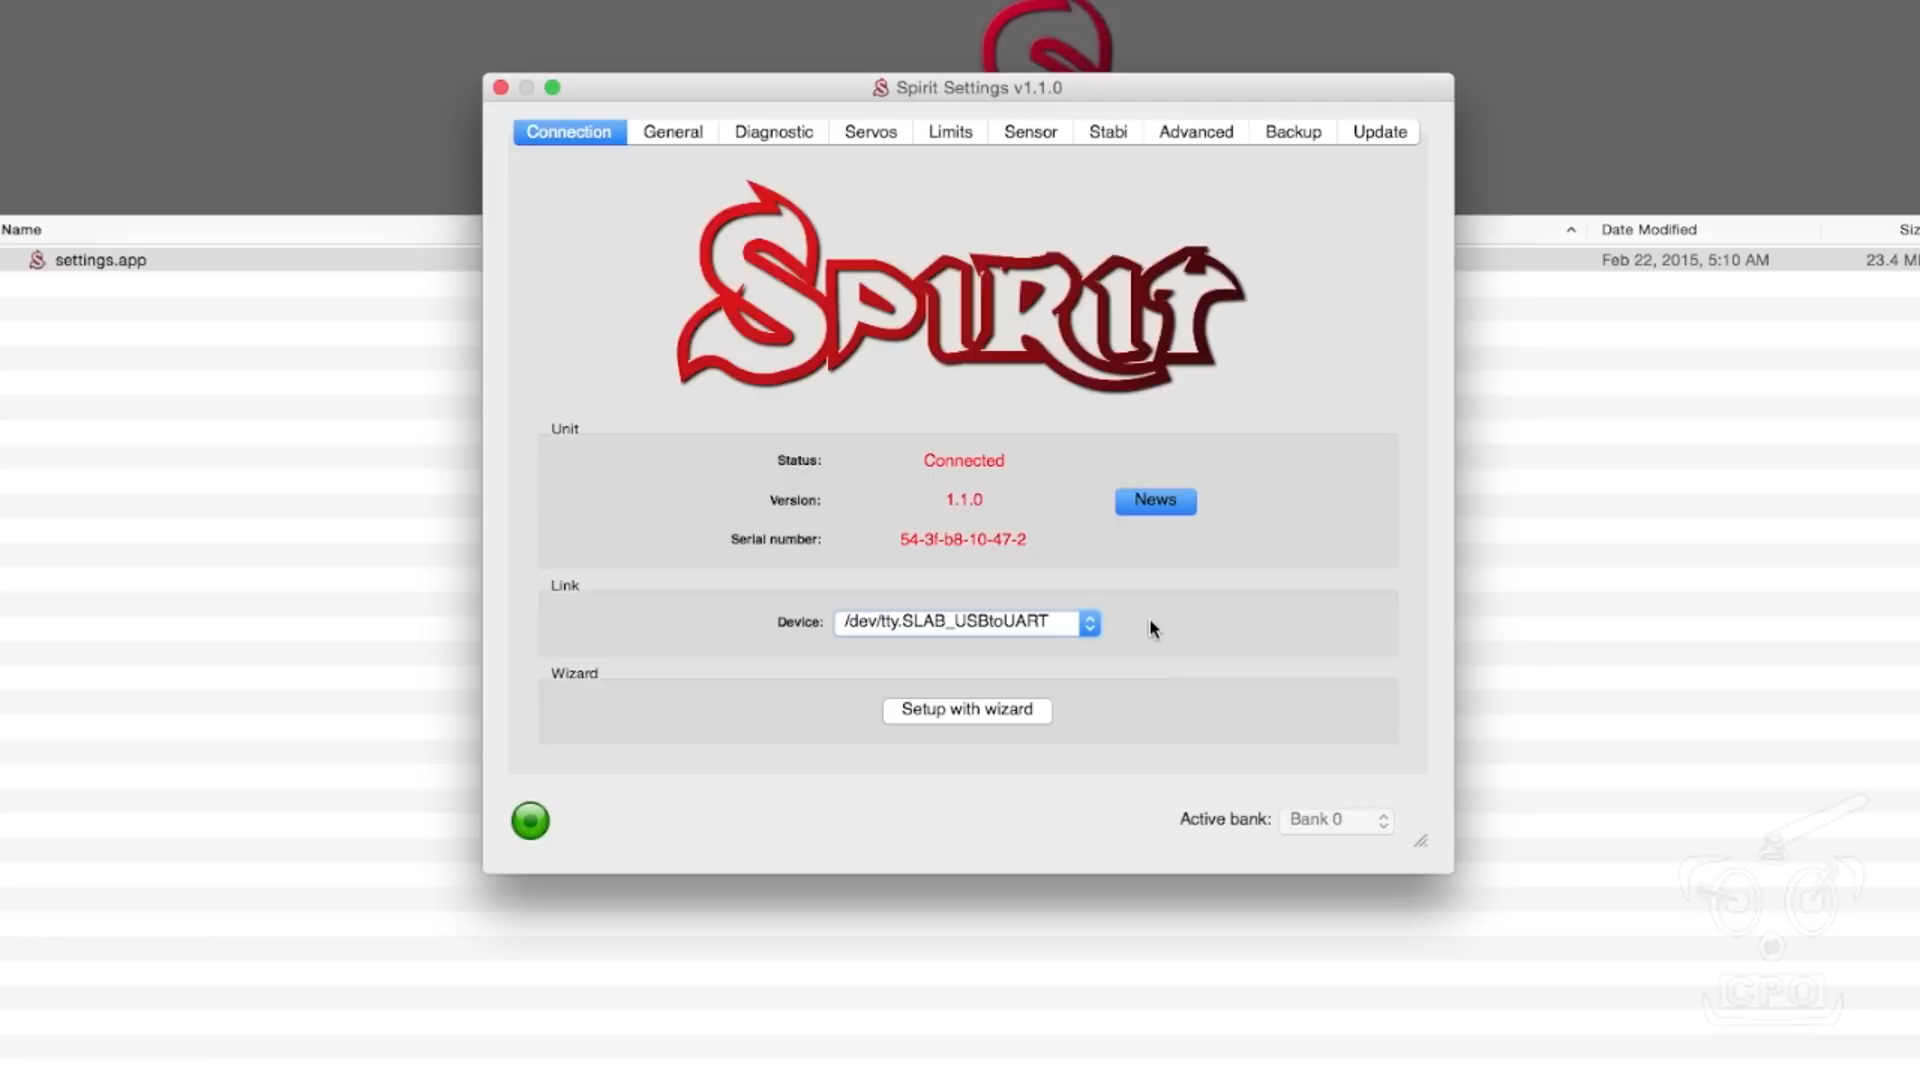 Spirit Settings v1.1.0
Connection General Diagnostic Servos Limits Sensor Stabi Advanced Backup Update
Name
Date Modified
Siz
settings.app
Feb 22, 2015, 5:10 AM
23.4 M
SPIRIT
Unit
Status: Connected
Version: 1.1.0
News
Serial number: 54-3f-b8-10-47-2
Link
Device: /dev/tty.SLAB_USBtoUART
Wizard
Setup with wizard
Active bank: Bank 0
CPO